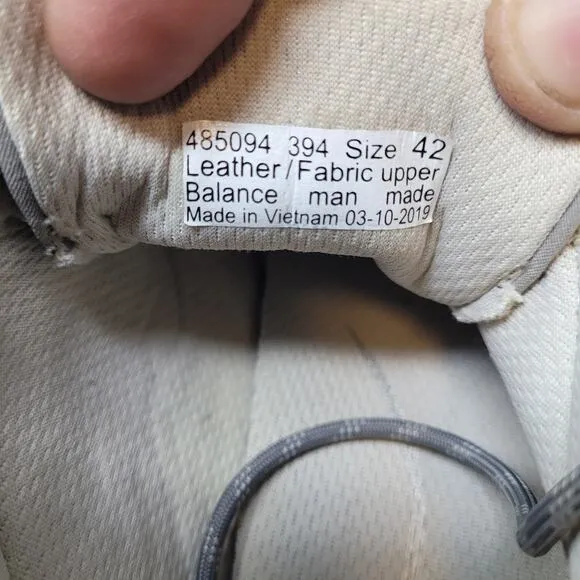 485094 394 Size 42
Leather/Fabric upper
Balance man made
Made in Vietnam 03-10-2019